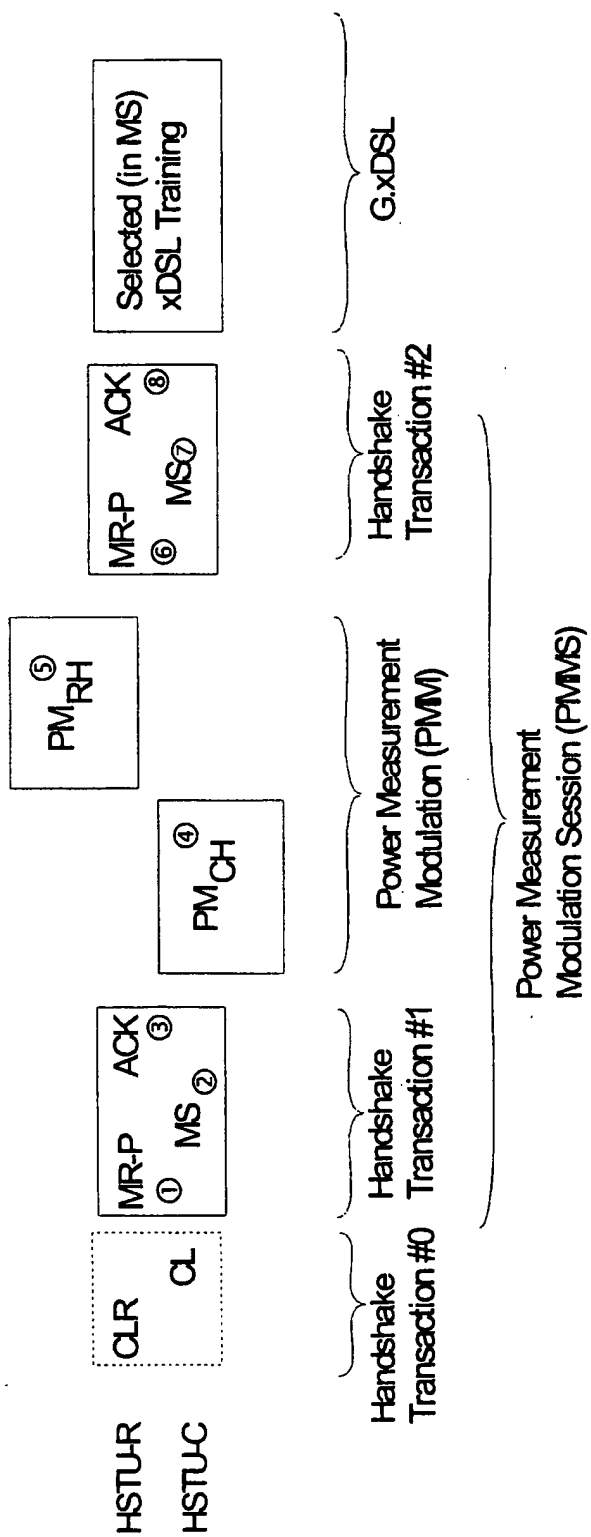 HSTU-R
HSTU-C
CLR
CL
MR-P
ACK
①
MS ②
③
PM CH ④
PM RH ⑤
MR-P
ACK
⑥
MS⑦
⑧
Selected (in MS)
xDSL Training
Handshake
Transaction #0
Handshake
Transaction #1
Power Measurement
Modulation (PMM)
Handshake
Transaction #2
G.xDSL
Power Measurement
Modulation Session (PMMS)